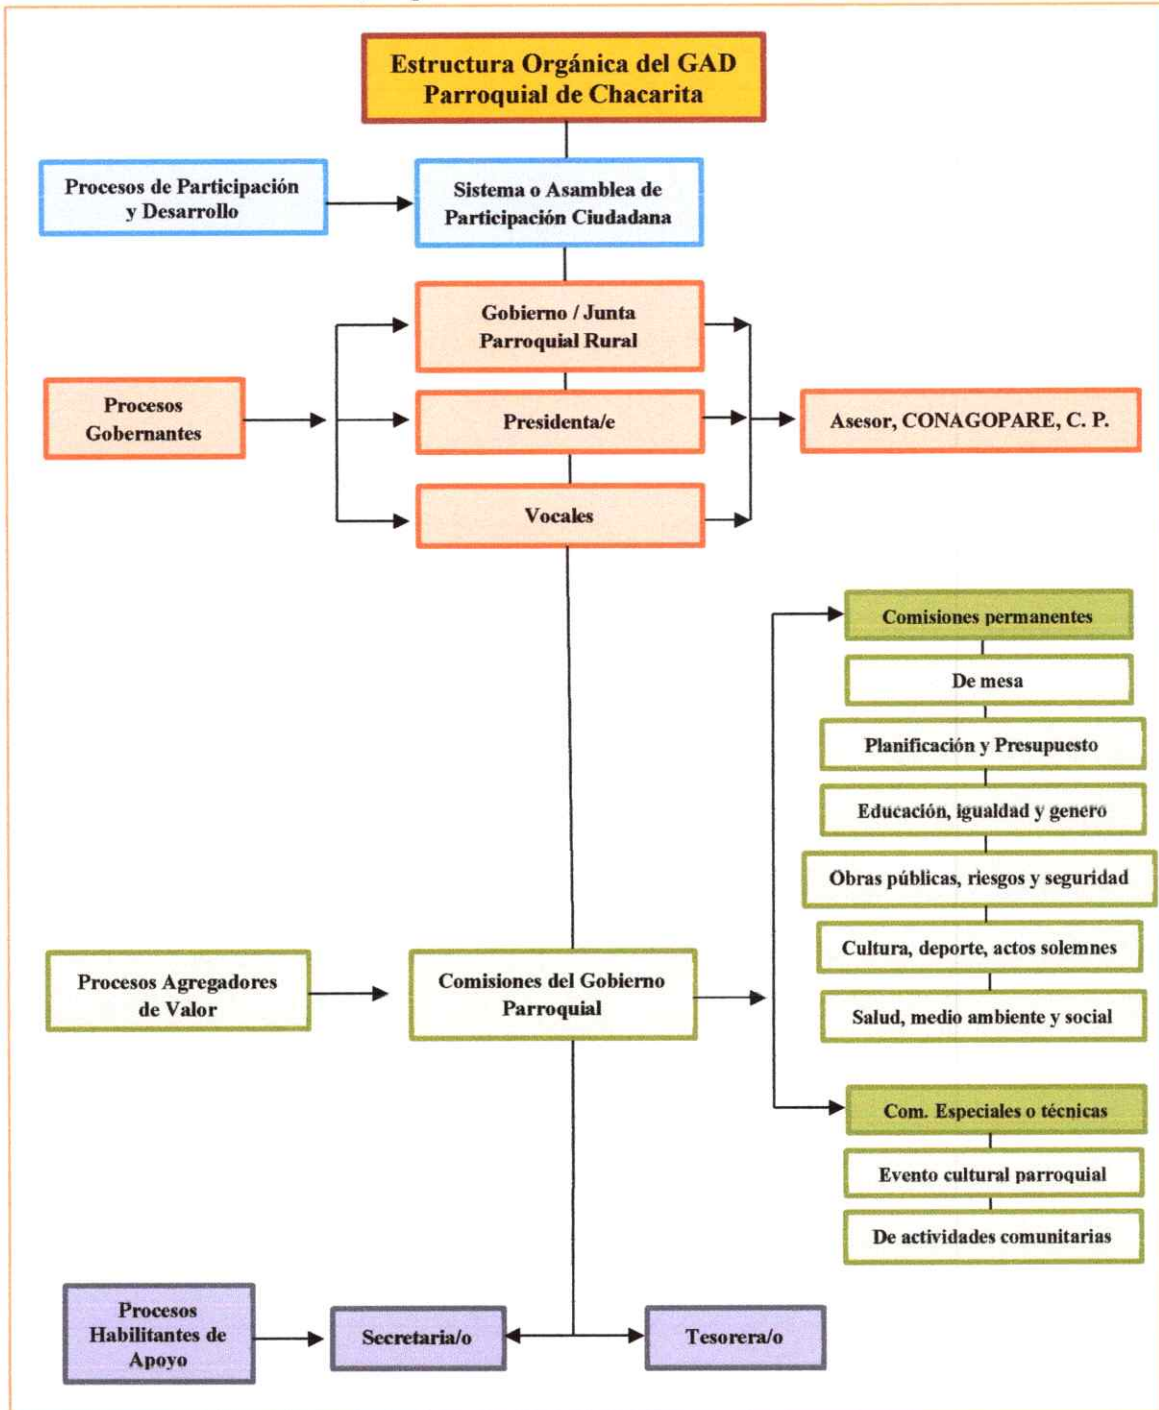 Estructura Orgánica del GAD
Parroquial de Chacarita
Procesos de Participación
y Desarrollo
Sistema o Asamblea de
Participación Ciudadana
Gobierno / Junta
Parroquial Rural
Procesos
Gobernantes
Presidenta/e
Asesor, CONAGOPARE, C. P.
Vocales
Comisiones permanentes
De mesa
Planificación y Presupuesto
Educación, igualdad y genero
Obras públicas, riesgos y seguridad
Cultura, deporte, actos solemnes
Procesos Agregadores
de Valor
Comisiones del Gobierno
Parroquial
Salud, medio ambiente y social
Com. Especiales o técnicas
Evento cultural parroquial
De actividades comunitarias
Procesos
Habilitantes de
Apoyo
Secretaria/o
Tesorera/o